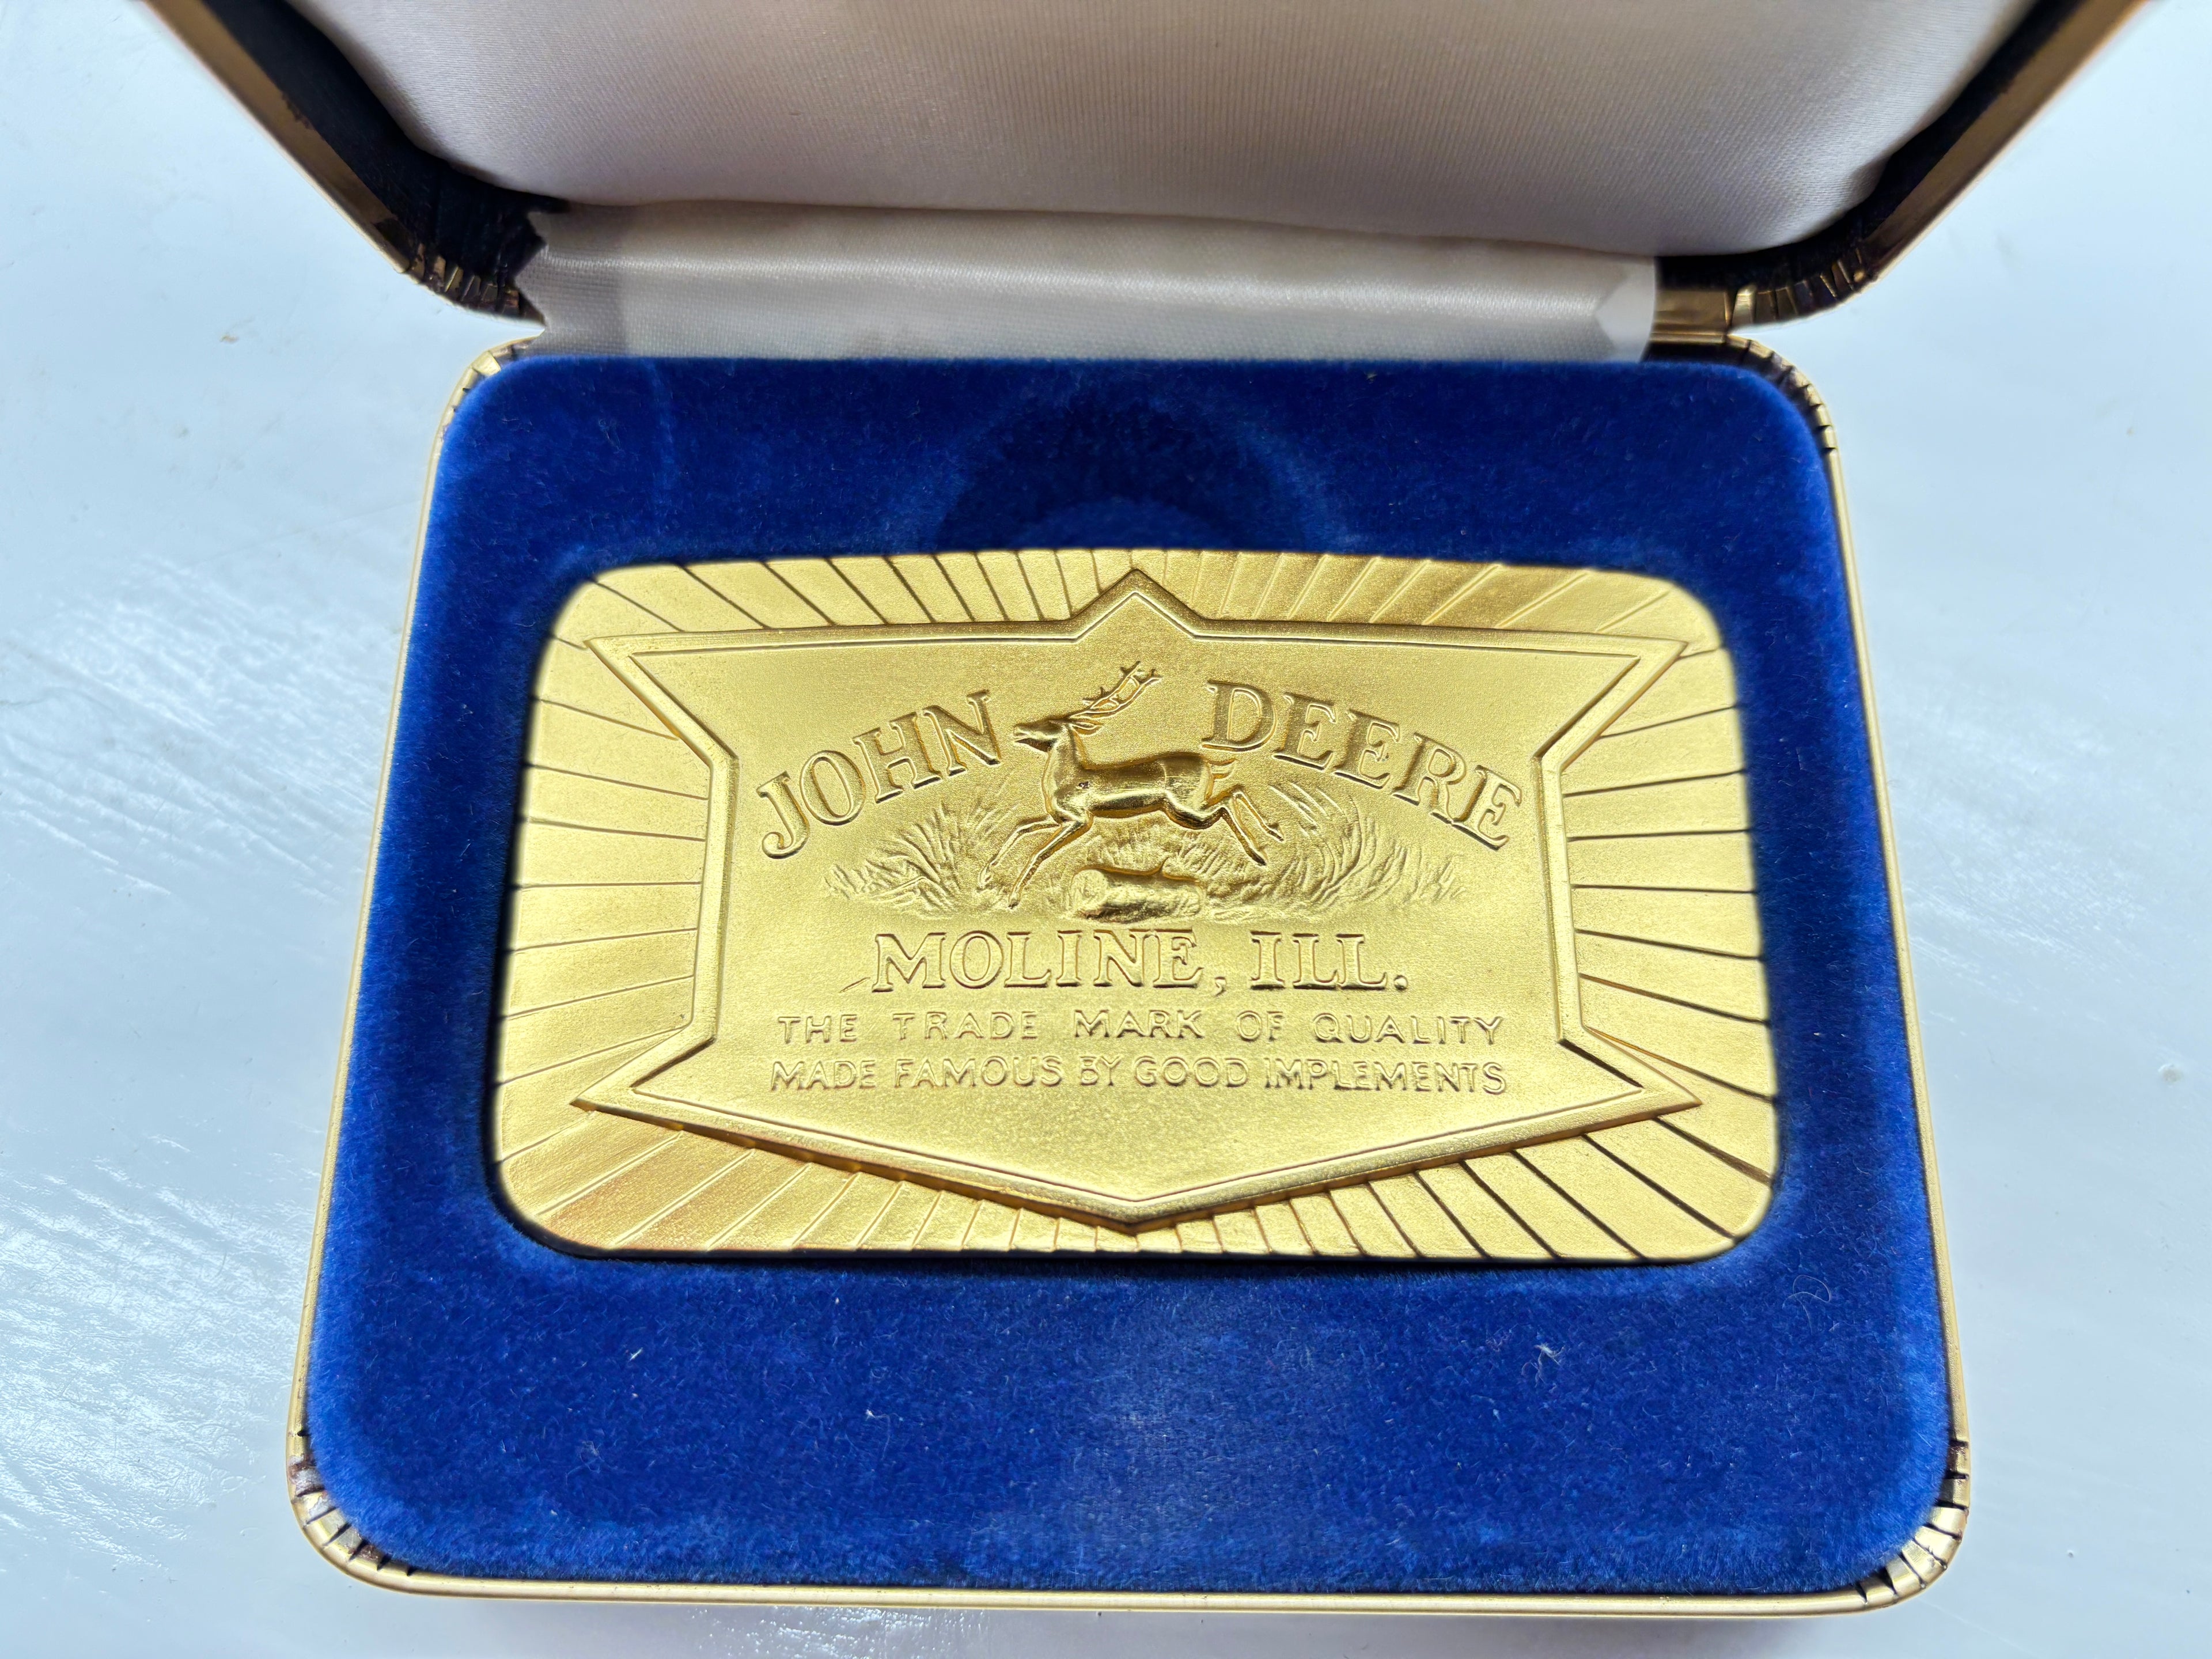 JOHN DEERE
MOLINE, ILL.
THE TRADE MARK OF QUALITY
MADE FAMOUS BY GOOD IMPLEMENTS